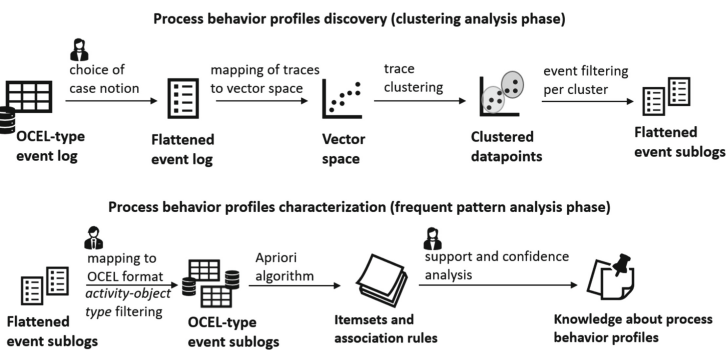 Process behavior profiles discovery (clustering analysis phase)
choice of
case notion
mapping of traces
to vector space
trace
clustering
event filtering
per cluster
OCEL-type
event log
Flattened
event log
Vector
space
Clustered
datapoints
Flattened
event sublogs
Process behavior profiles characterization (frequent pattern analysis phase)
mapping to
OCEL format
activity-object
type filtering
Apriori
algorithm
support and confidence
analysis
Flattened
event sublogs
OCEL-type
event sublogs
Itemsets and
association rules
Knowledge about process
behavior profiles